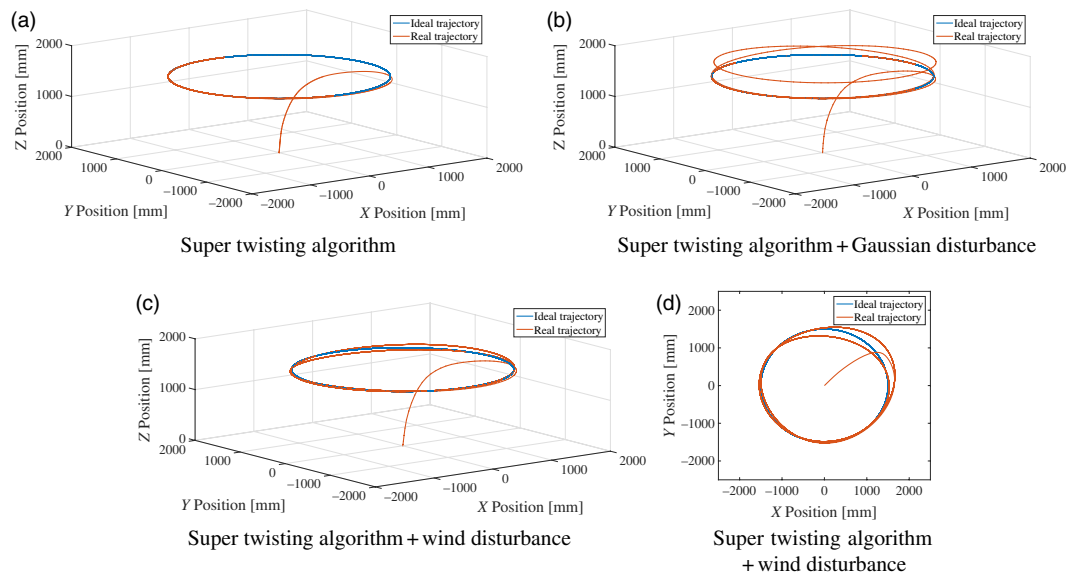 (a)
Ideal trajectory
Real trajectory
2000
1000
0
Z Position [mm]
2000
1000
0
−1000
−2000
Y Position [mm]
−2000
−1000
0
1000
2000
X Position [mm]
Super twisting algorithm
(b)
Ideal trajectory
Real trajectory
2000
1000
0
Z Position [mm]
2000
1000
0
−1000
−2000
Y Position [mm]
−2000
−1000
0
1000
2000
X Position [mm]
Super twisting algorithm + Gaussian disturbance
(c)
Ideal trajectory
Real trajectory
2000
1000
0
Z Position [mm]
2000
1000
0
−1000
−2000
Y Position [mm]
−2000
−1000
0
1000
2000
X Position [mm]
Super twisting algorithm + wind disturbance
(d)
Ideal trajectory
Real trajectory
2000
1000
0
−1000
−2000
Y Position [mm]
−2000
−1000
0
1000
2000
X Position [mm]
Super twisting algorithm
+ wind disturbance